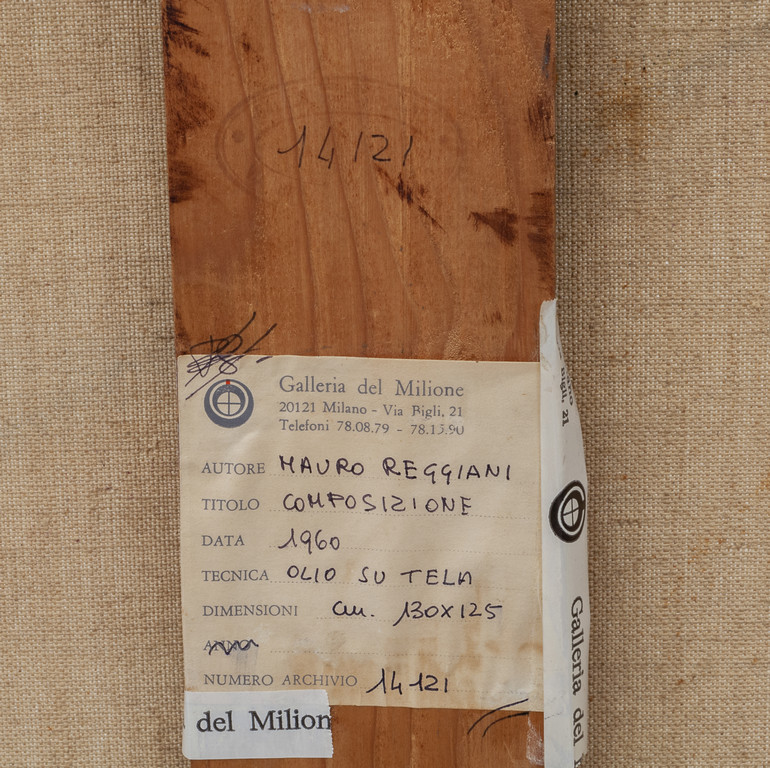 14121
Galleria del Milione
20121 Milano - Via Bigli, 21
Telefoni 78.08.79 - 78.15.90
AUTORE MAURO REGGIANI
TITOLO COMPOSIZIONE
DATA 1960
TECNICA OLIO SU TELA
DIMENSIONI cm. 130x125
ANNO
NUMERO ARCHIVIO 14121
del Milion
Bigli, 21
Galleria del